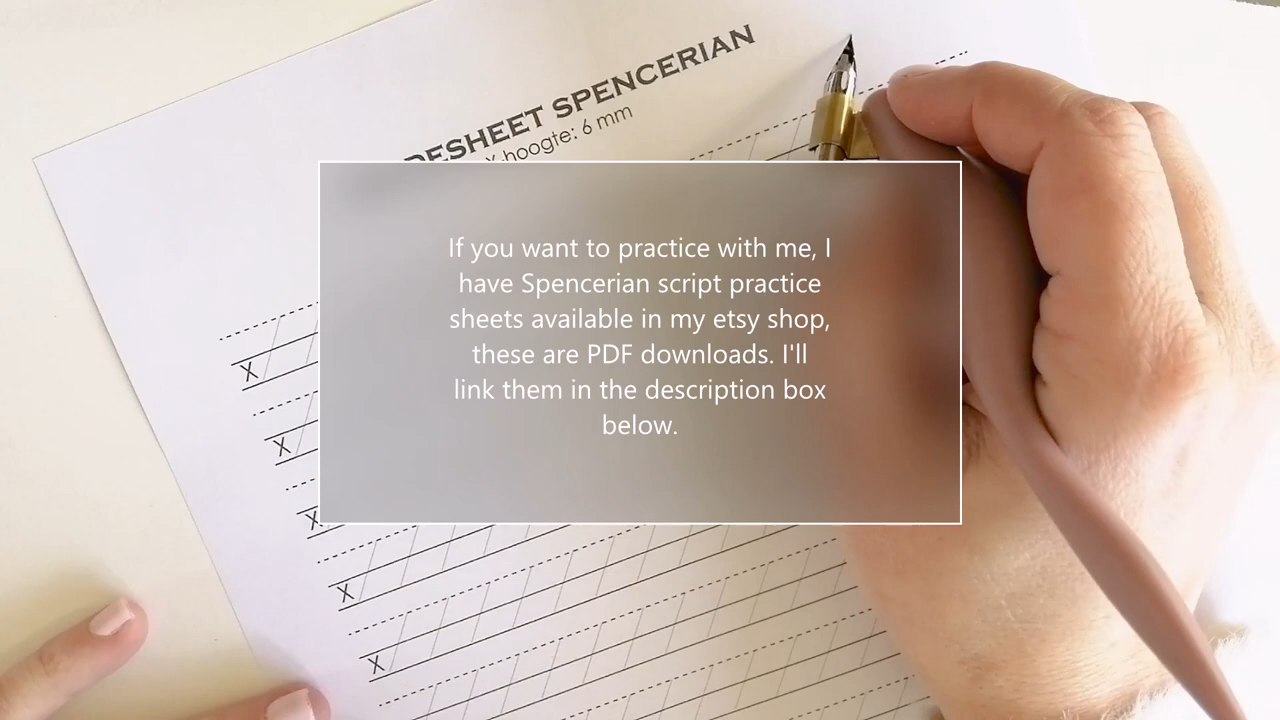 DESHEET SPENCERIAN
X-hoogte: 6 mm
If you want to practice with me, I
have Spencerian script practice
sheets available in my etsy shop,
these are PDF downloads. I'll
link them in the description box
below.
X
X
X
X
X